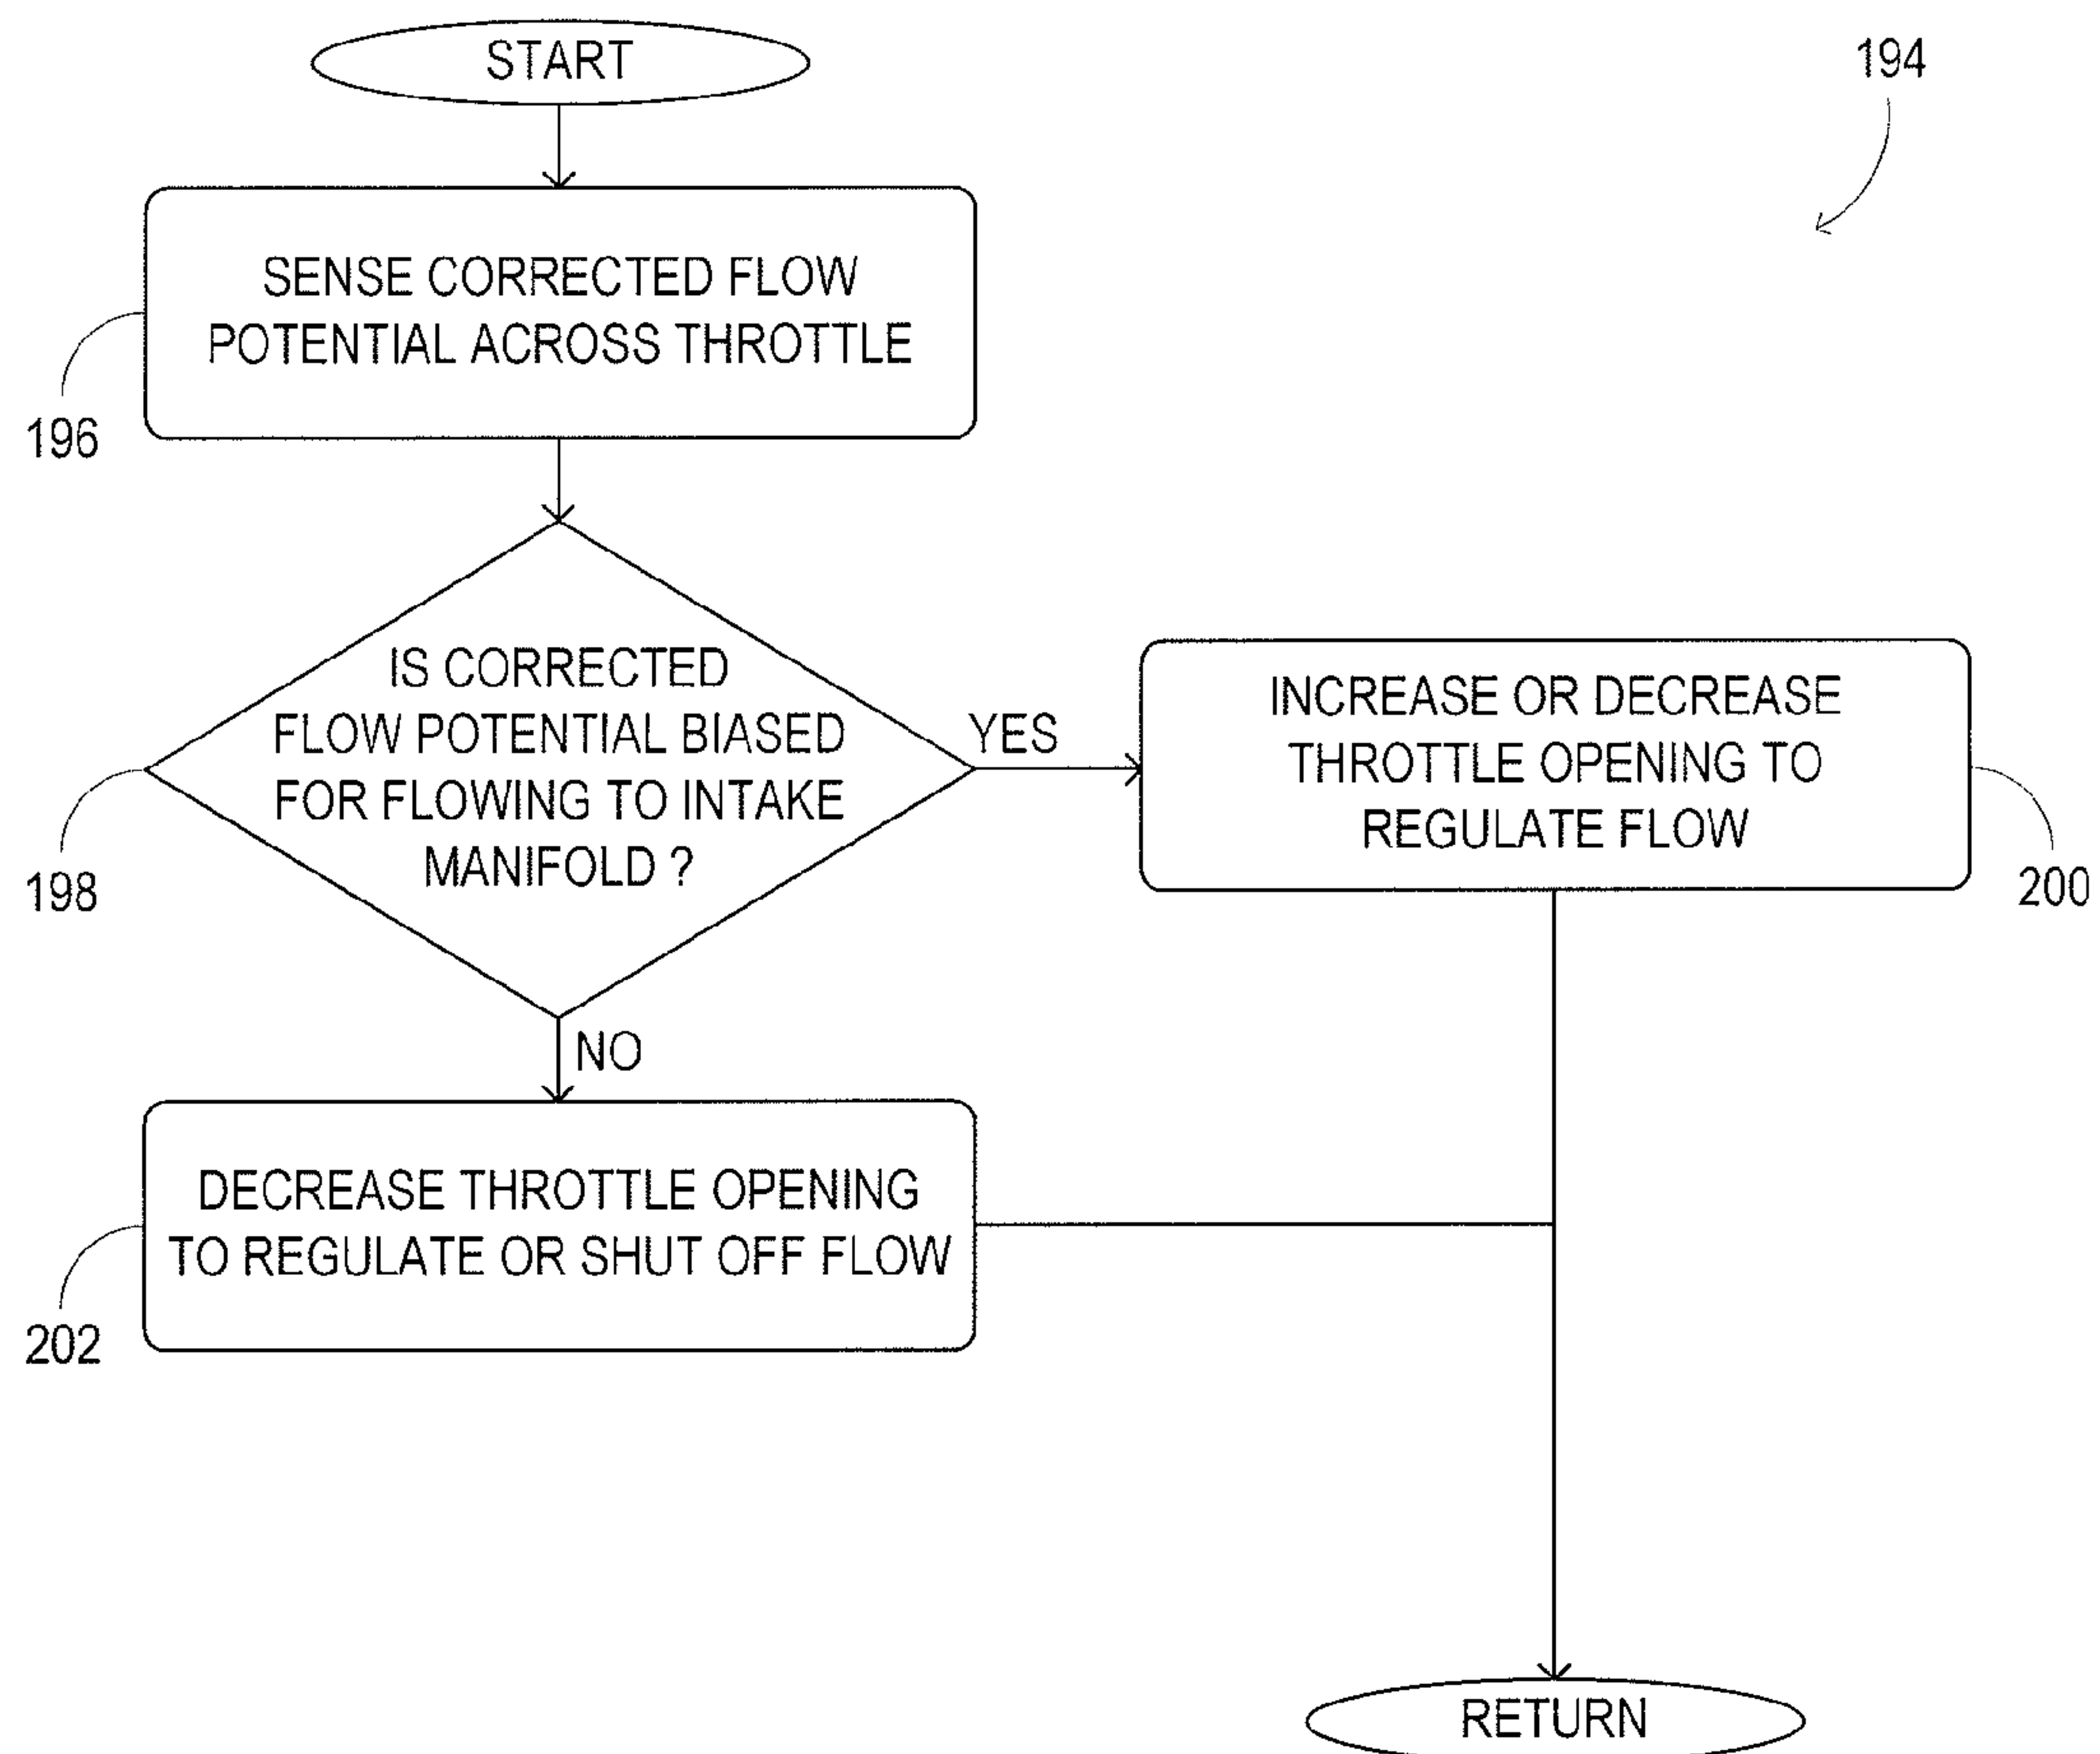 START
194
SENSE CORRECTED FLOW
POTENTIAL ACROSS THROTTLE
196
IS CORRECTED
FLOW POTENTIAL BIASED
FOR FLOWING TO INTAKE
MANIFOLD ?
198
YES
INCREASE OR DECREASE
THROTTLE OPENING TO
REGULATE FLOW
200
NO
DECREASE THROTTLE OPENING
TO REGULATE OR SHUT OFF FLOW
202
RETURN